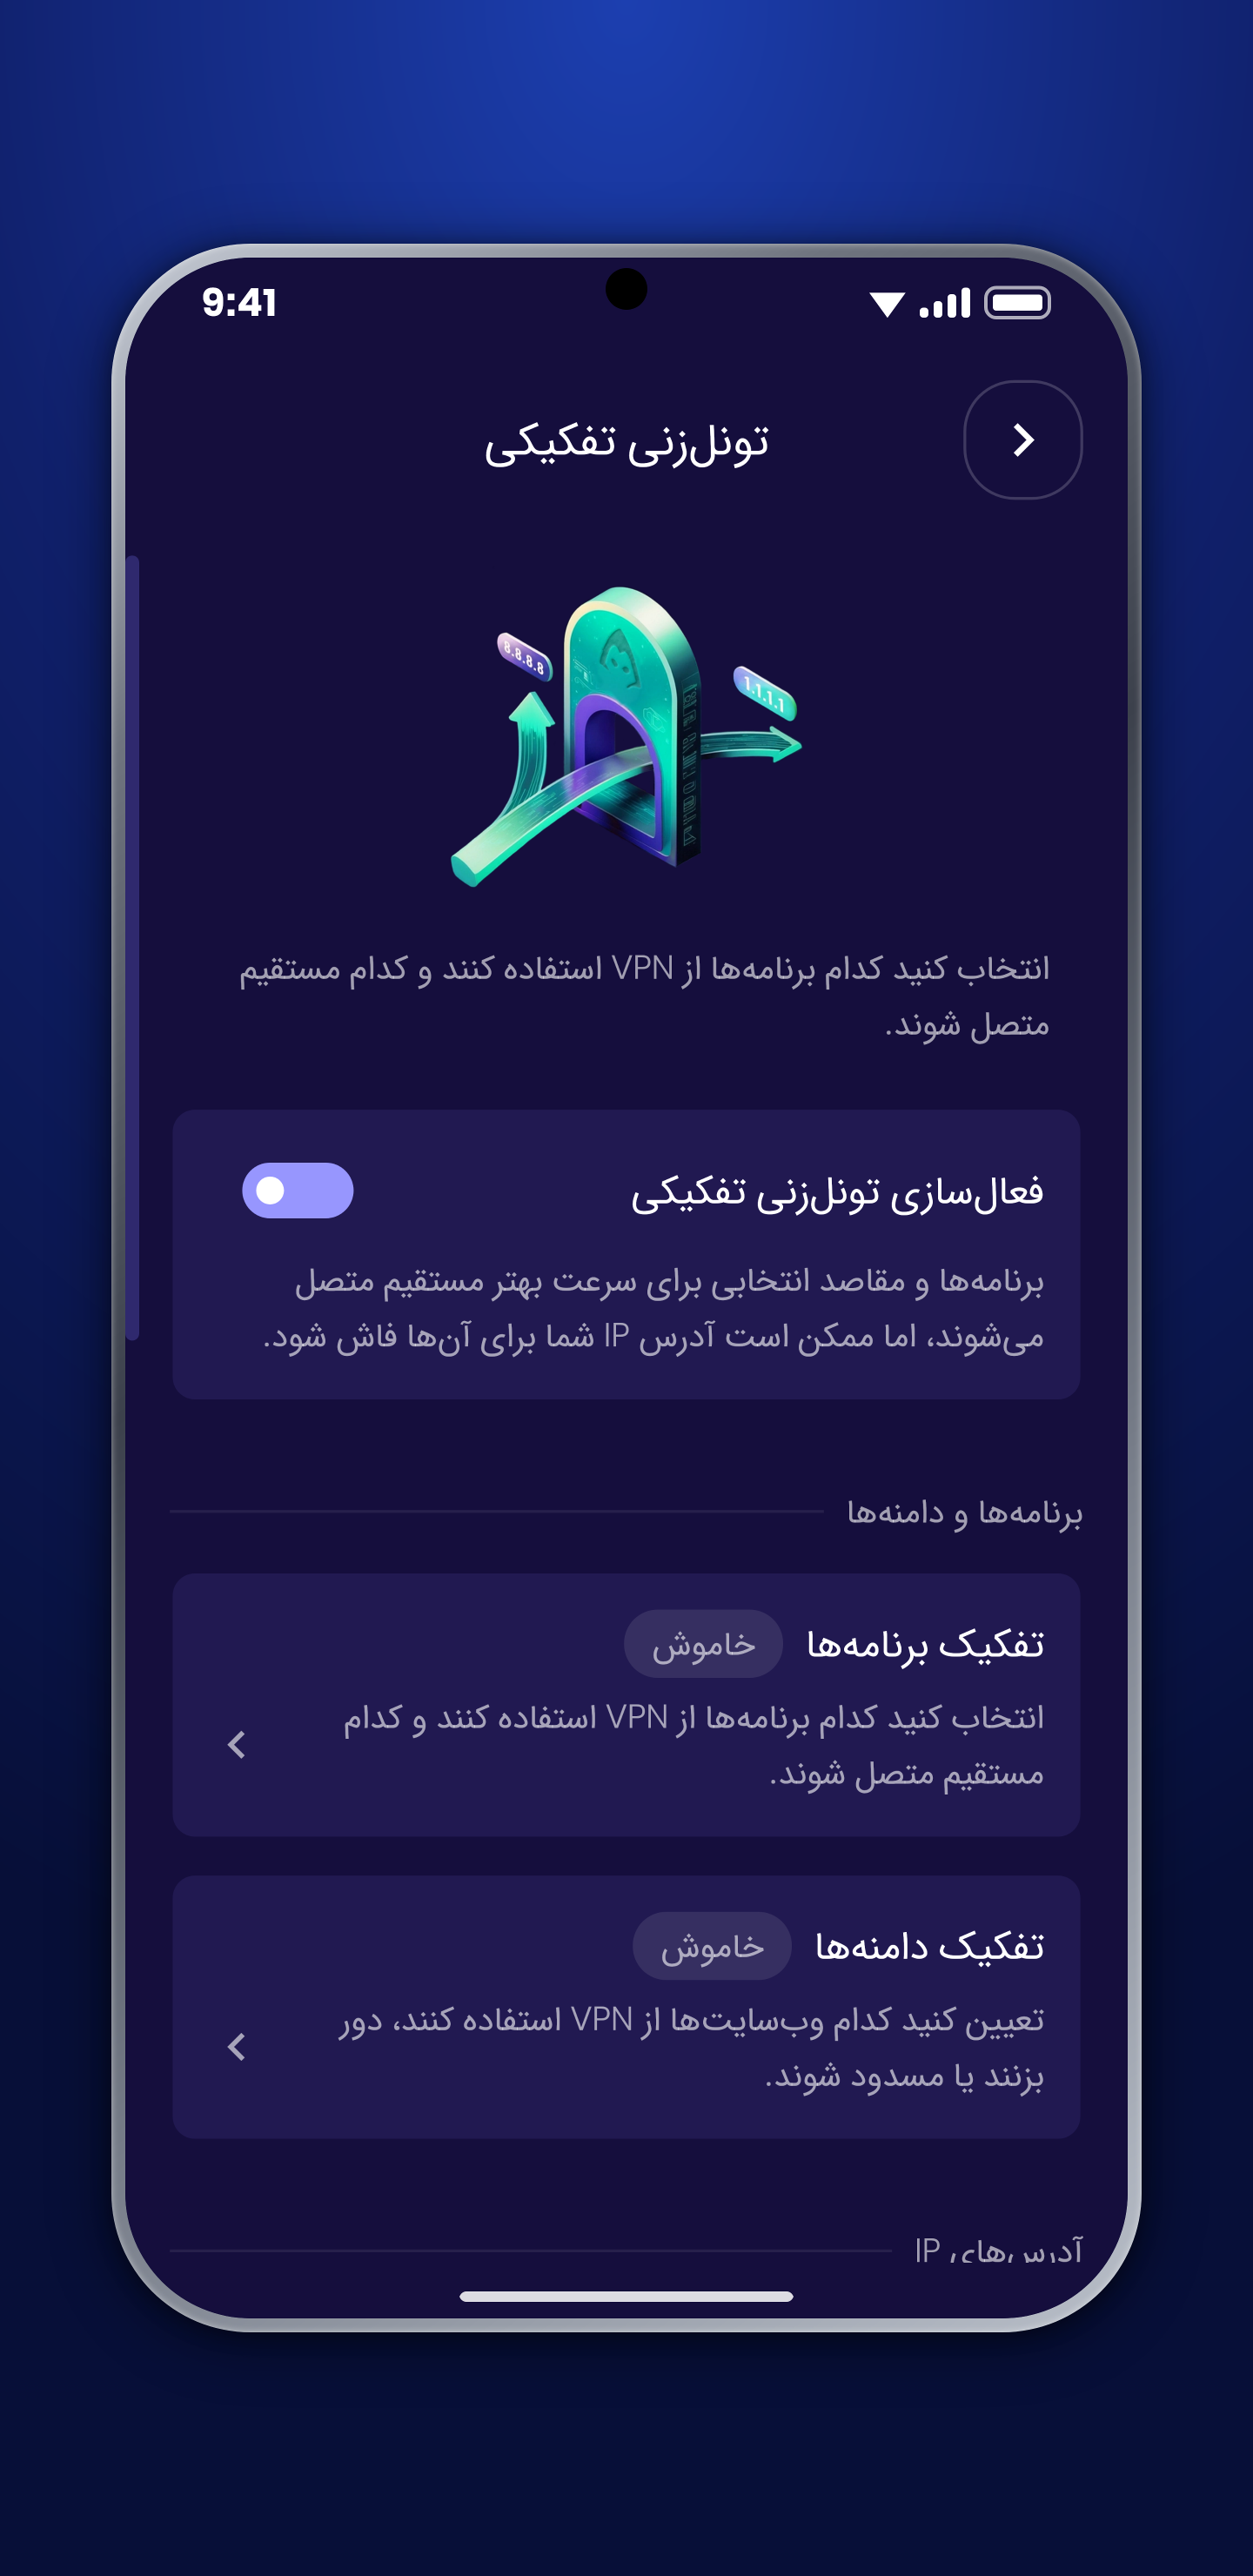 9:41
تونل‌زنی تفکیکی
8.8.8.8
1.1.1.1
انتخاب کنید کدام برنامه‌ها از VPN استفاده کنند و کدام مستقیم
متصل شوند.
فعال‌سازی تونل‌زنی تفکیکی
برنامه‌ها و مقاصد انتخابی برای سرعت بهتر مستقیم متصل
می‌شوند، اما ممکن است آدرس IP شما برای آن‌ها فاش شود.
برنامه‌ها و دامنه‌ها
تفکیک برنامه‌ها خاموش
انتخاب کنید کدام برنامه‌ها از VPN استفاده کنند و کدام
مستقیم متصل شوند.
تفکیک دامنه‌ها خاموش
تعیین کنید کدام وب‌سایت‌ها از VPN استفاده کنند، دور
بزنند یا مسدود شوند.
آدرس‌های IP